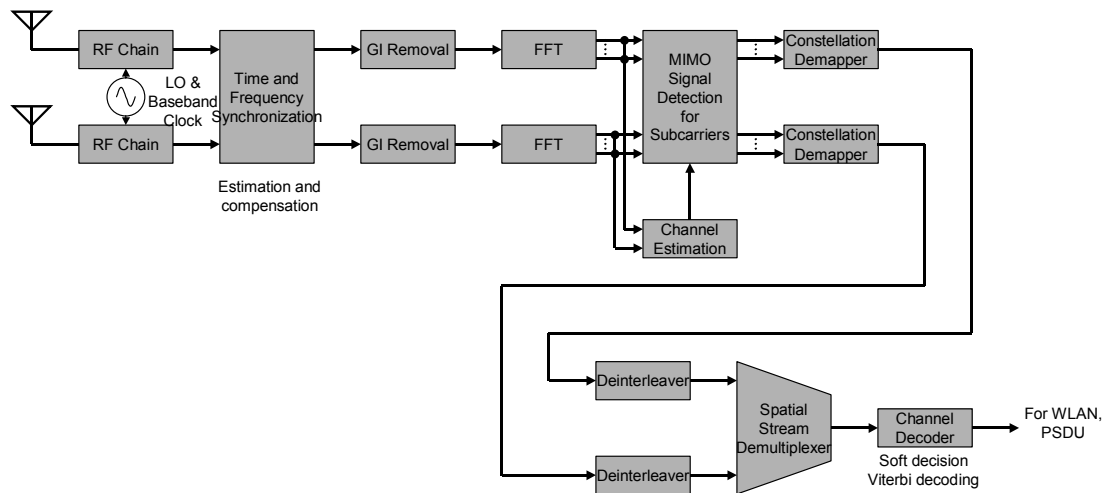 RF Chain
GI Removal
FFT
MIMO
Signal
Detection
for
Subcarriers
Constellation
Demapper
Time and
Frequency
Synchronization
LO &
Baseband
Clock
RF Chain
GI Removal
FFT
Constellation
Demapper
Estimation and
compensation
Channel
Estimation
Deinterleaver
Spatial
Stream
Demultiplexer
Channel
Decoder
For WLAN,
PSDU
Deinterleaver
Soft decision
Viterbi decoding